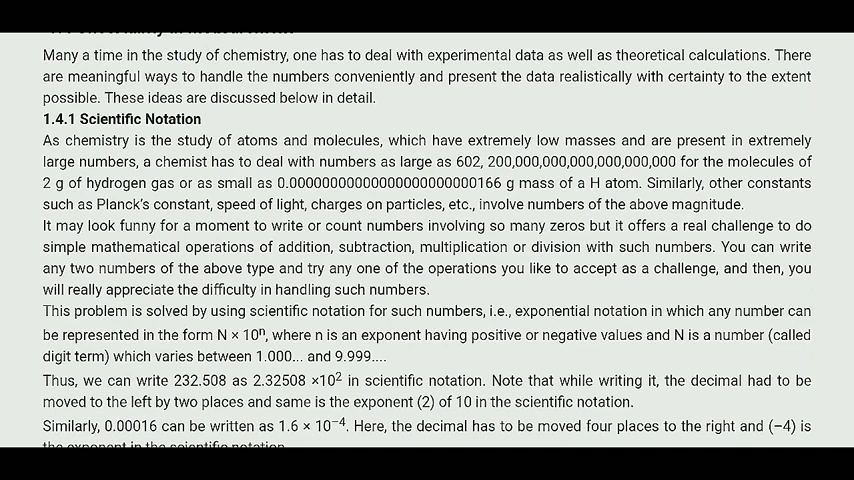 Many a time in the study of chemistry, one has to deal with experimental data as well as theoretical calculations. There
are meaningful ways to handle the numbers conveniently and present the data realistically with certainty to the extent
possible. These ideas are discussed below in detail.
1.4.1 Scientific Notation
As chemistry is the study of atoms and molecules, which have extremely low masses and are present in extremely
large numbers, a chemist has to deal with numbers as large as 602, 200,000,000,000,000,000,000 for the molecules of
2 g of hydrogen gas or as small as 0.00000000000000000000000166 g mass of a H atom. Similarly, other constants
such as Planck's constant, speed of light, charges on particles, etc., involve numbers of the above magnitude.
It may look funny for a moment to write or count numbers involving so many zeros but it offers a real challenge to do
simple mathematical operations of addition, subtraction, multiplication or division with such numbers. You can write
any two numbers of the above type and try any one of the operations you like to accept as a challenge, and then, you
will really appreciate the difficulty in handling such numbers.
This problem is solved by using scientific notation for such numbers, i.e., exponential notation in which any number can
be represented in the form N × 10ⁿ, where n is an exponent having positive or negative values and N is a number (called
digit term) which varies between 1.000... and 9.999....
Thus, we can write 232.508 as 2.32508 ×10² in scientific notation. Note that while writing it, the decimal had to be
moved to the left by two places and same is the exponent (2) of 10 in the scientific notation.
Similarly, 0.00016 can be written as 1.6 × 10⁻⁴. Here, the decimal has to be moved four places to the right and (−4) is
the exponent in the scientific notation.